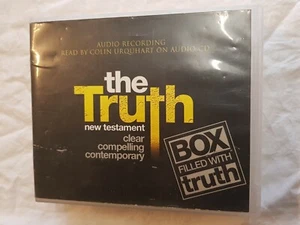 AUDIO RECORDING
READ BY COLIN URQUHART ON AUDIO CD
the
Truth
new testament
clear
compelling
contemporary
BOX
FILLED WITH
truth